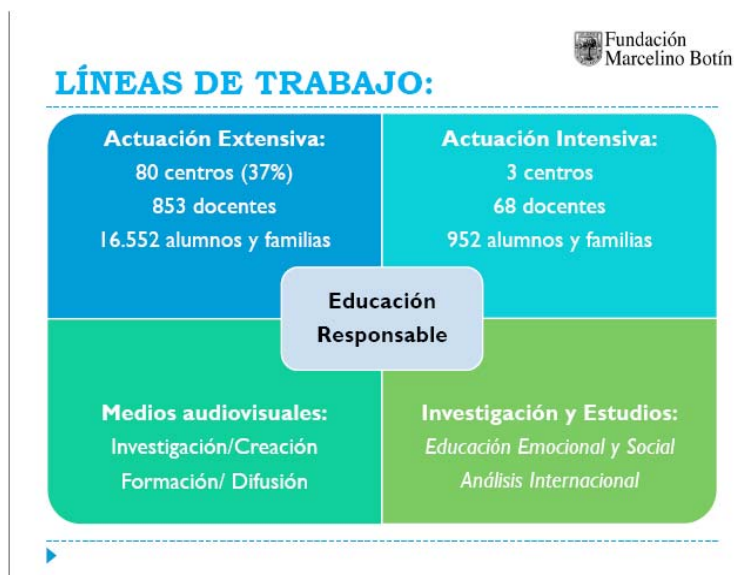 Fundación
Marcelino Botín
LÍNEAS DE TRABAJO:
Actuación Extensiva:
80 centros (37%)
853 docentes
16.552 alumnos y familias
Actuación Intensiva:
3 centros
68 docentes
952 alumnos y familias
Educación
Responsable
Medios audiovisuales:
Investigación/Creación
Formación/ Difusión
Investigación y Estudios:
Educación Emocional y Social
Análisis Internacional